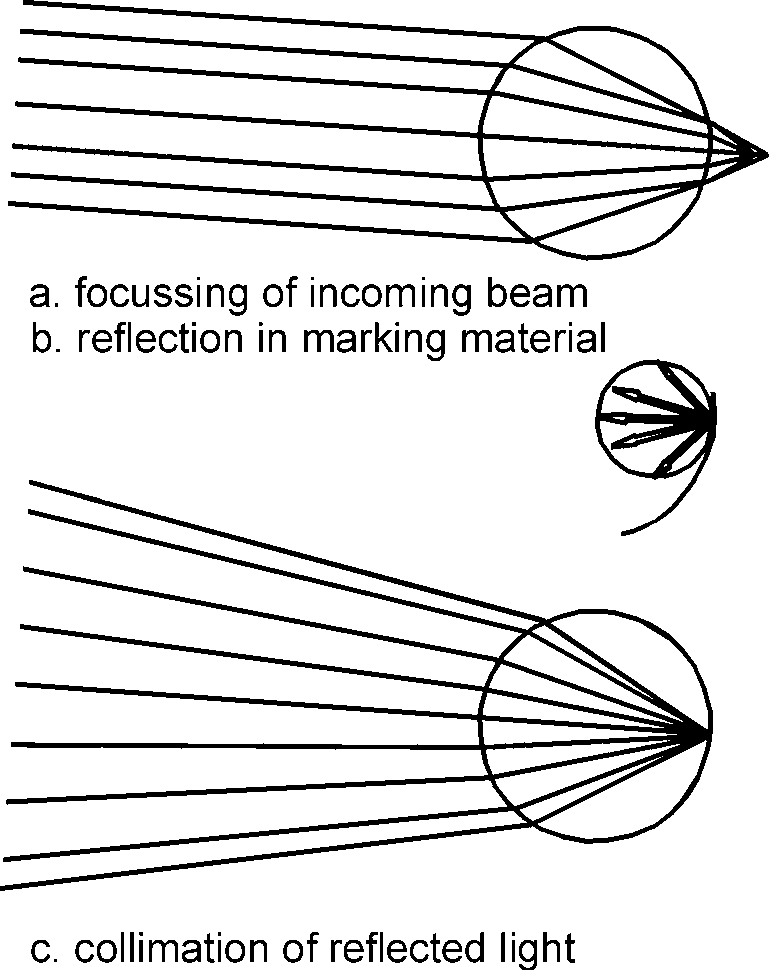 a. focussing of incoming beam
b. reflection in marking material
c. collimation of reflected light